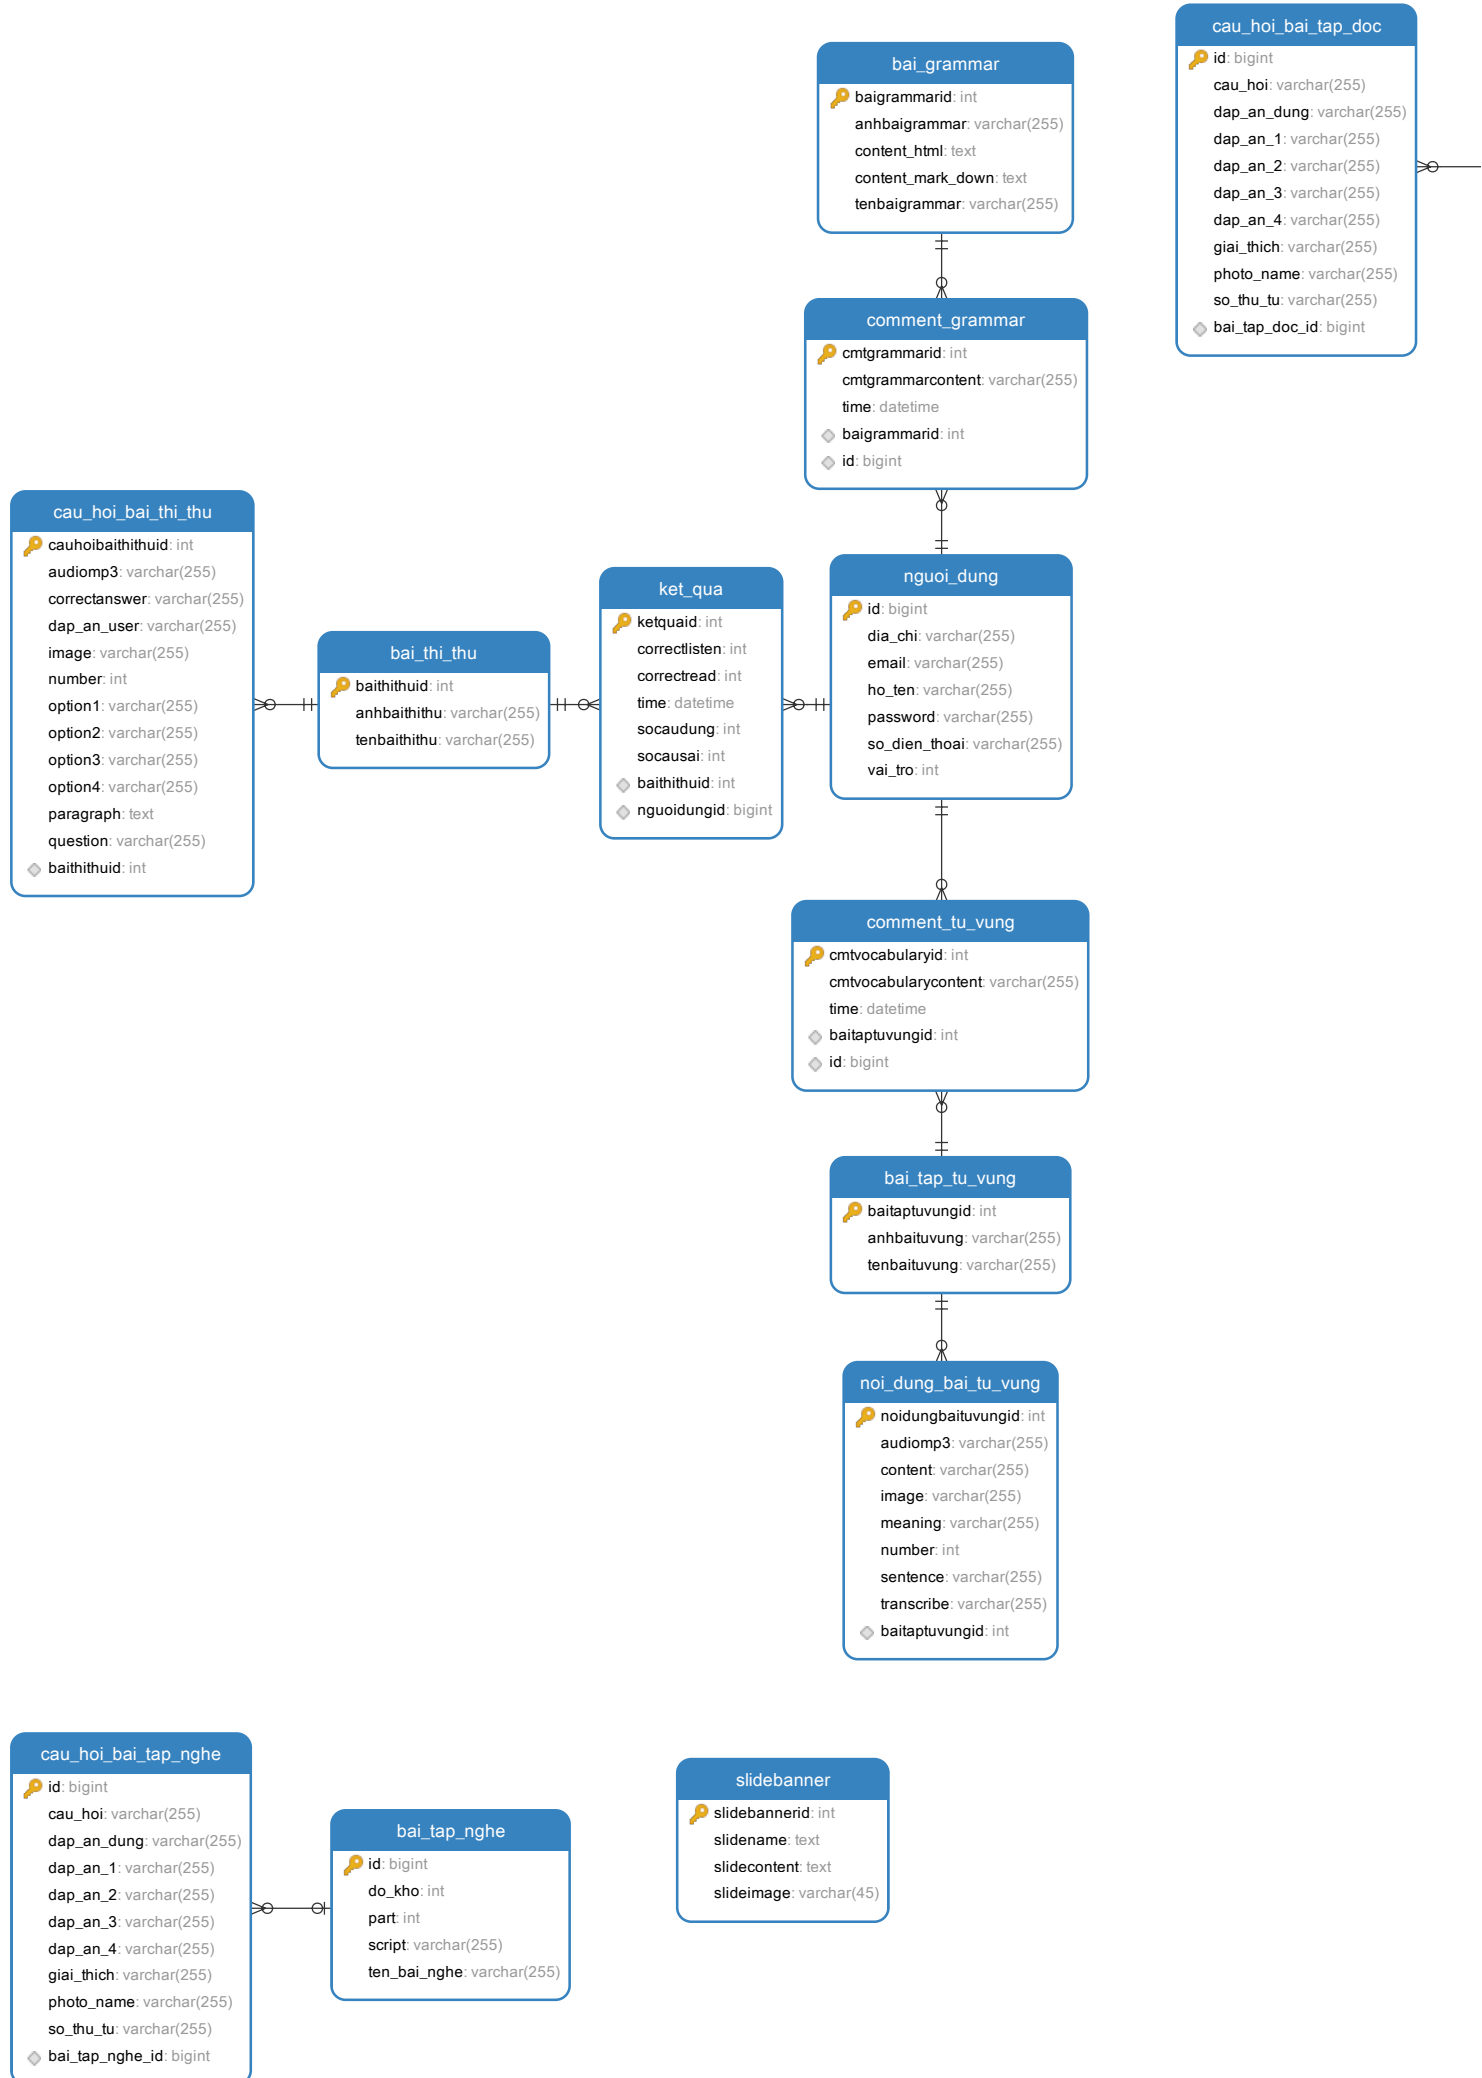 bai_grammar
baigrammarid: int
anhbaigrammar: varchar(255)
content_html: text
content_mark_down: text
tenbaigrammar: varchar(255)
cau_hoi_bai_tap_doc
id: bigint
cau_hoi: varchar(255)
dap_an_dung: varchar(255)
dap_an_1: varchar(255)
dap_an_2: varchar(255)
dap_an_3: varchar(255)
dap_an_4: varchar(255)
giai_thich: varchar(255)
photo_name: varchar(255)
so_thu_tu: varchar(255)
bai_tap_doc_id: bigint
comment_grammar
cmtgrammarid: int
cmtgrammarcontent: varchar(255)
time: datetime
baigrammarid: int
id: bigint
cau_hoi_bai_thi_thu
cauhoibaithithuid: int
audiomp3: varchar(255)
correctanswer: varchar(255)
dap_an_user: varchar(255)
image: varchar(255)
number: int
option1: varchar(255)
option2: varchar(255)
option3: varchar(255)
option4: varchar(255)
paragraph: text
question: varchar(255)
baithithuid: int
bai_thi_thu
baithithuid: int
anhbaithithu: varchar(255)
tenbaithithu: varchar(255)
ket_qua
ketquaid: int
correctlisten: int
correctread: int
time: datetime
socaudung: int
socausai: int
baithithuid: int
nguoidungid: bigint
nguoi_dung
id: bigint
dia_chi: varchar(255)
email: varchar(255)
ho_ten: varchar(255)
password: varchar(255)
so_dien_thoai: varchar(255)
vai_tro: int
comment_tu_vung
cmtvocabularyid: int
cmtvocabularycontent: varchar(255)
time: datetime
baitaptuvungid: int
id: bigint
bai_tap_tu_vung
baitaptuvungid: int
anhbaituvung: varchar(255)
tenbaituvung: varchar(255)
noi_dung_bai_tu_vung
noidungbaituvungid: int
audiomp3: varchar(255)
content: varchar(255)
image: varchar(255)
meaning: varchar(255)
number: int
sentence: varchar(255)
transcribe: varchar(255)
baitaptuvungid: int
cau_hoi_bai_tap_nghe
id: bigint
cau_hoi: varchar(255)
dap_an_dung: varchar(255)
dap_an_1: varchar(255)
dap_an_2: varchar(255)
dap_an_3: varchar(255)
dap_an_4: varchar(255)
giai_thich: varchar(255)
photo_name: varchar(255)
so_thu_tu: varchar(255)
bai_tap_nghe_id: bigint
bai_tap_nghe
id: bigint
do_kho: int
part: int
script: varchar(255)
ten_bai_nghe: varchar(255)
slidebanner
slidebannerid: int
slidename: text
slidecontent: text
slideimage: varchar(45)